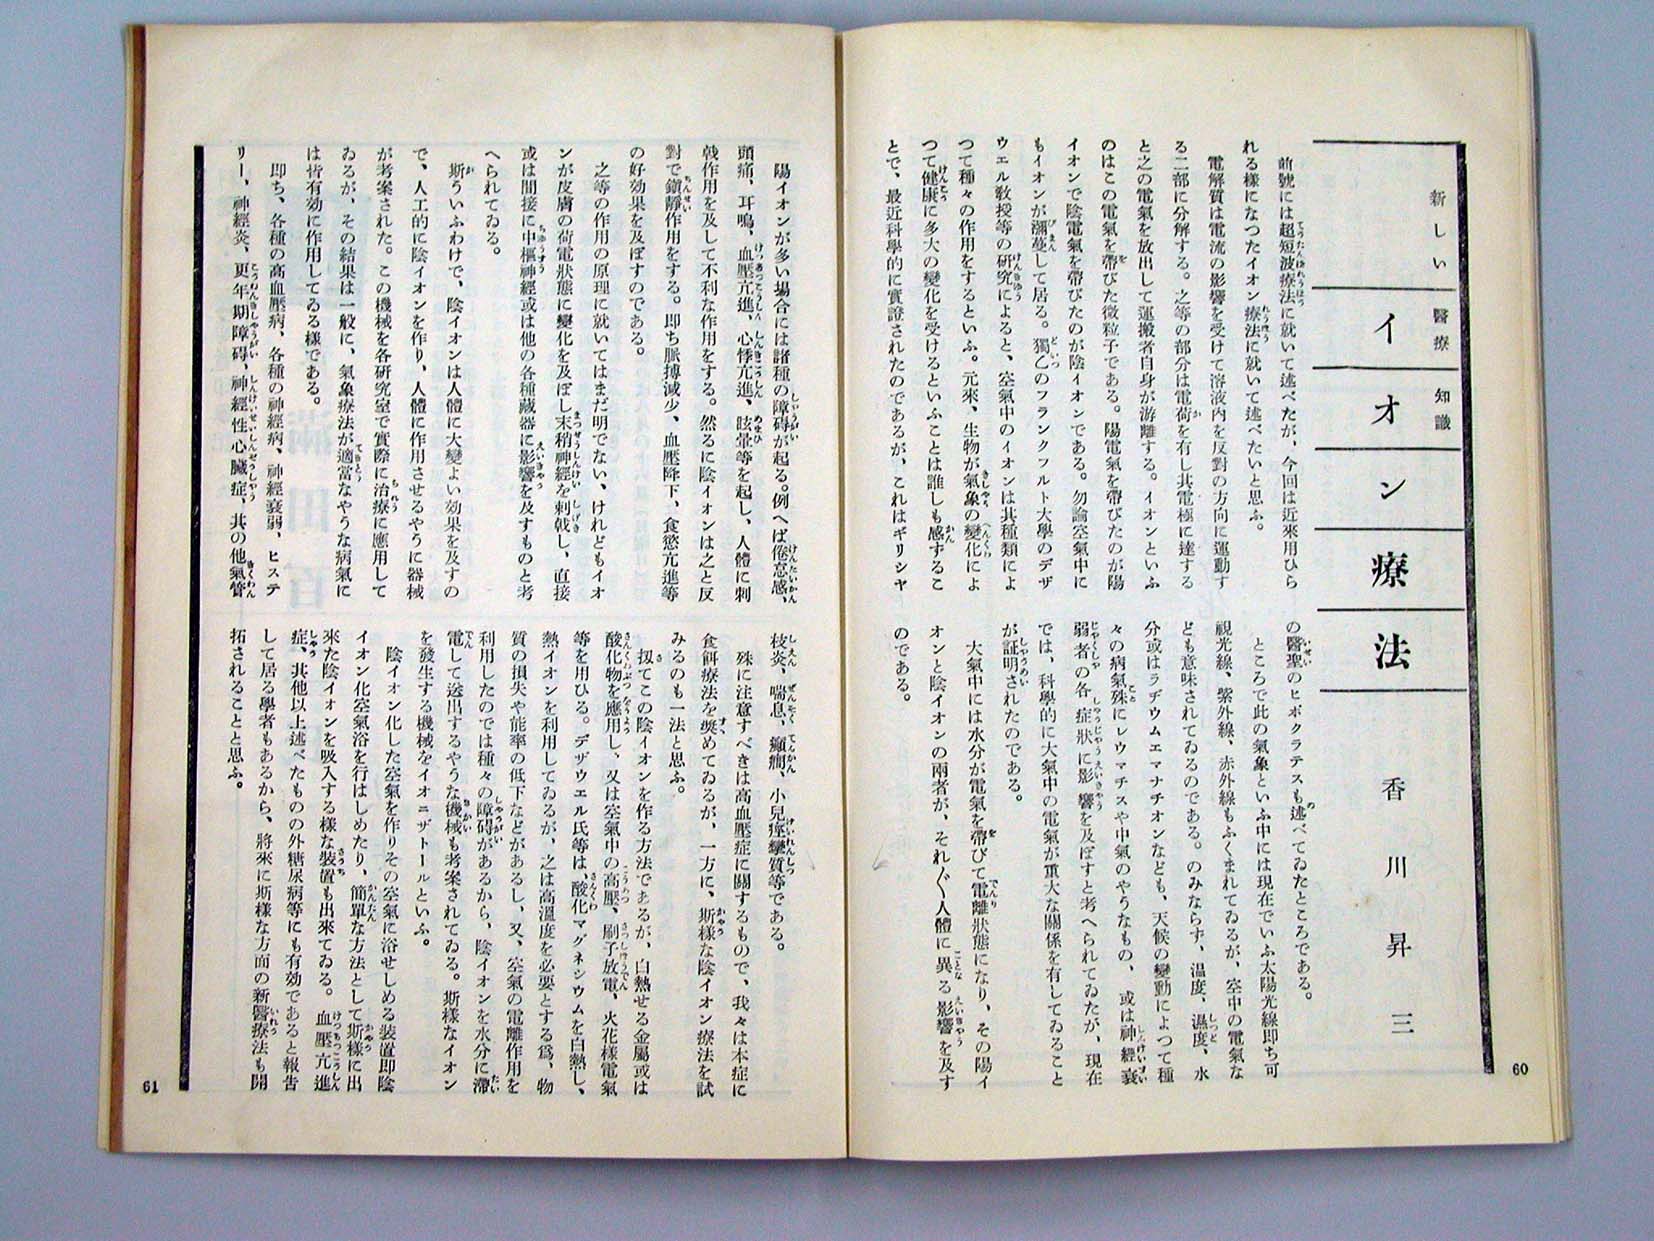 新しい醫療知識
イオン療法
香川昇三
前號には超短波療法に就いて述べたが、今回は近來用ひら
れる樣になつたイオン療法に就いて述べたいと思ふ。
電解質は電流の影響を受けて溶液内を反對の方向に運動す
る二部に分解する。之等の部分は電荷を有し其電極に達する
と之の電氣を放出して運搬者自身が游離する。イオンといふ
のはこの電氣を帶びた微粒子である。陽電氣を帶びたのが陽
イオンで陰電氣を帶びたのが陰イオンである。勿論空氣中に
もイオンが瀰蔓して居る。獨乙のフランクフルト大學のデザ
ウエル敎授等の研究によると、空氣中のイオンは其種類によ
つて種々の作用をするといふ。元來、生物が氣象の變化によ
つて健康に多大の變化を受けるといふことは誰しも感するこ
とで、最近科學的に實證されたのであるが、これはギリシヤ
の醫聖のヒポクラテスも述べてゐたところである。
ところで此の氣象といふ中には現在でいふ太陽光線即ち可
視光線、紫外線、赤外線もふくまれてゐるが、空中の電氣な
ども意味されてゐるのである。のみならず、温度、濕度、水
分或はラヂウムエマナチオンなども、天候の變動によつて種
々の病氣殊にレウマチスや中氣のやうなもの、或は神經衰
弱者の各症狀に影響を及ぼすと考へられてゐたが、現在
では、科學的に大氣中の電氣が重大な關係を有してゐること
が証明されたのである。
大氣中には水分が電氣を帶びて電離狀態になり、その陽イ
オンと陰イオンの兩者が、それ〴〵人體に異る影響を及す
のである。
60
陽イオンが多い場合には諸種の障碍が起る。例へば倦怠感、
頭痛、耳鳴、血壓亢進、心悸亢進、眩暈等を起し、人體に刺
戟作用を及して不利な作用をする。然るに陰イオンは之と反
對で鎭靜作用をする。即ち脈搏減少、血壓降下、食慾亢進等
の好効果を及ぼすのである。
之等の作用の原理に就いてはまだ明でない、けれどもイオ
ンが皮膚の荷電狀態に變化を及ぼし末稍神經を刺戟し、直接
或は間接に中樞神經或は他の各種藏器に影響を及すものと考
へられてゐる。
斯ういふわけで、陰イオンは人體に大變よい効果を及すの
で、人工的に陰イオンを作り、人體に作用させるやうに器械
が考案された。この機械を各研究室で實際に治療に應用して
ゐるが、その結果は一般に、氣象療法が適當なやうな病氣に
は皆有効に作用してゐる樣である。
即ち、各種の高血壓病、各種の神經病、神經衰弱、ヒステ
リー、神經炎、更年期障碍、神經性心臟症、其の他氣管
枝炎、喘息、癲癎、小兒痙攣質等である。
殊に注意すべきは高血壓症に關するもので、我々は本症に
食餌療法を奬めてゐるが、一方に、斯樣な陰イオン療法を試
みるのも一法と思ふ。
扨てこの陰イオンを作る方法であるが、白熱せる金屬或は
酸化物を應用し、又は空氣中の高壓、刷子放電、火花樣電氣
等を用ひる。デザウエル氏等は、酸化マグネシウムを白熱し、
熱イオンを利用してゐるが、之は高溫度を必要とする爲、物
質の損失や能率の低下などがあるし、又、空氣の電離作用を
利用したのでは種々の障碍があるから、陰イオンを水分に滯
電して送出するやうな機械も考案されてゐる。斯樣なイオン
を發生する機械をイオニザトールといふ。
陰イオン化した空氣を作りその空氣に浴せしめる裝置即陰
イオン化空氣浴を行はしめたり、簡單な方法として斯樣に出
來た陰イオンを吸入する樣な裝置も出來てゐる。血壓亢進
症、其他以上述べたものの外糖尿病等にも有効であると報告
して居る學者もあるから、將來に斯樣な方面の新醫療法も開
拓されることと思ふ。
61